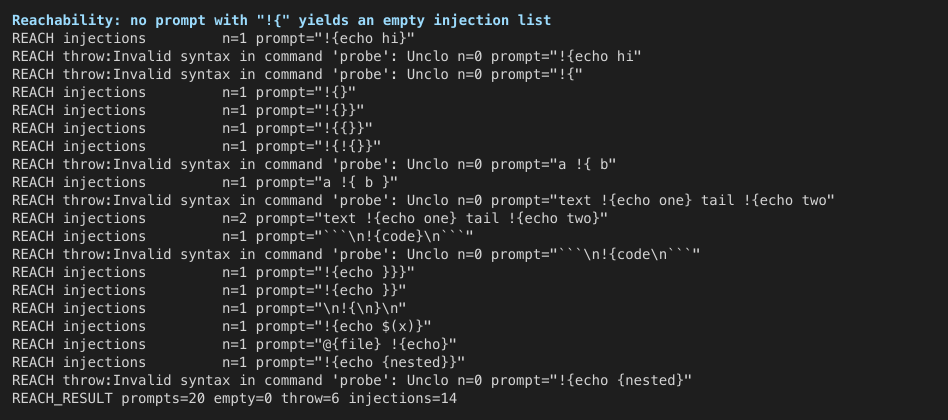 Reachability: no prompt with "!{" yields an empty injection list
REACH injections         n=1 prompt="!{echo hi}"
REACH throw:Invalid syntax in command 'probe': Unclo n=0 prompt="!{echo hi"
REACH throw:Invalid syntax in command 'probe': Unclo n=0 prompt="!{"
REACH injections         n=1 prompt="!{}"
REACH injections         n=1 prompt="!{}}"
REACH injections         n=1 prompt="!{{}}"
REACH injections         n=1 prompt="!{!{}}"
REACH throw:Invalid syntax in command 'probe': Unclo n=0 prompt="a !{ b"
REACH injections         n=1 prompt="a !{ b }"
REACH throw:Invalid syntax in command 'probe': Unclo n=0 prompt="text !{echo one} tail !{echo two"
REACH injections         n=2 prompt="text !{echo one} tail !{echo two}"
REACH injections         n=1 prompt="```\n!{code}\n```"
REACH throw:Invalid syntax in command 'probe': Unclo n=0 prompt="```\n!{code\n```"
REACH injections         n=1 prompt="!{echo }}}"
REACH injections         n=1 prompt="!{echo }}"
REACH injections         n=1 prompt="\n!{\n}\n"
REACH injections         n=1 prompt="!{echo $(x)}"
REACH injections         n=1 prompt="@{file} !{echo}"
REACH injections         n=1 prompt="!{echo {nested}}"
REACH throw:Invalid syntax in command 'probe': Unclo n=0 prompt="!{echo {nested}"
REACH_RESULT prompts=20 empty=0 throw=6 injections=14